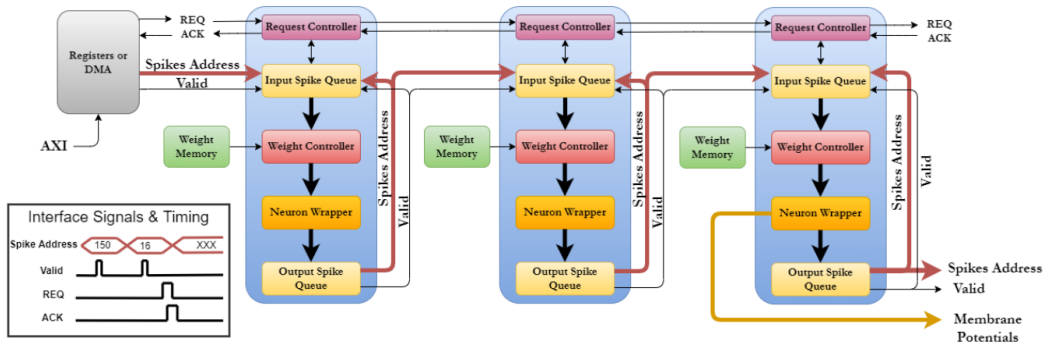 REQ
ACK
Registers or
DMA
Spikes Address
Valid
AXI
Request Controller
Input Spike Queue
Weight
Memory
Weight Controller
Neuron Wrapper
Output Spike
Queue
Spikes Address
Valid
Request Controller
Input Spike Queue
Weight
Memory
Weight Controller
Neuron Wrapper
Output Spike
Queue
Spikes Address
Valid
Request Controller
Input Spike Queue
Weight
Memory
Weight Controller
Neuron Wrapper
Output Spike
Queue
Spikes Address
Valid
REQ
ACK
Spikes Address
Valid
Membrane
Potentials
Interface Signals & Timing
Spike Address
150
16
XXX
Valid
REQ
ACK